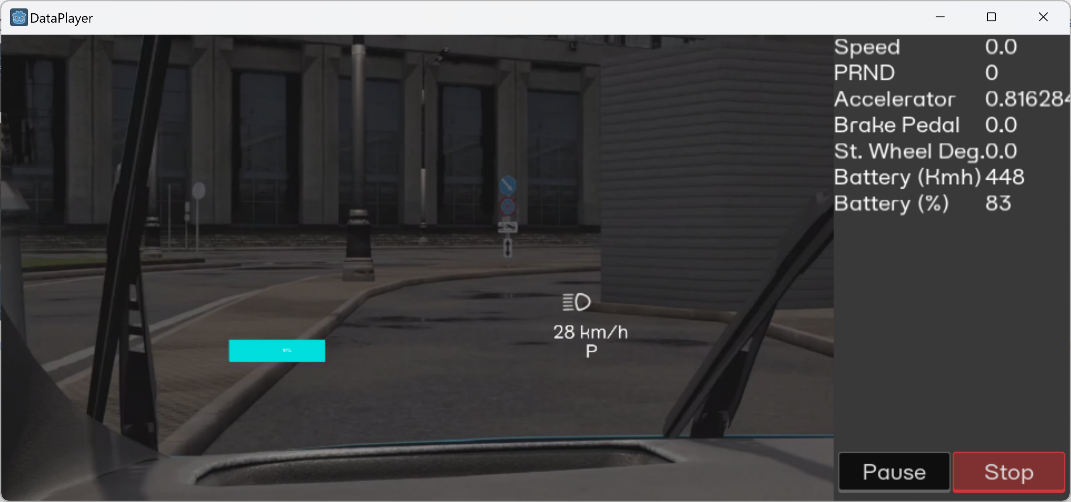 DataPlayer
Speed 0.0
PRND 0
Accelerator 0.816284
Brake Pedal 0.0
St. Wheel Deg. 0.0
Battery (Kmh) 448
Battery (%) 83
28 km/h
P
Pause Stop